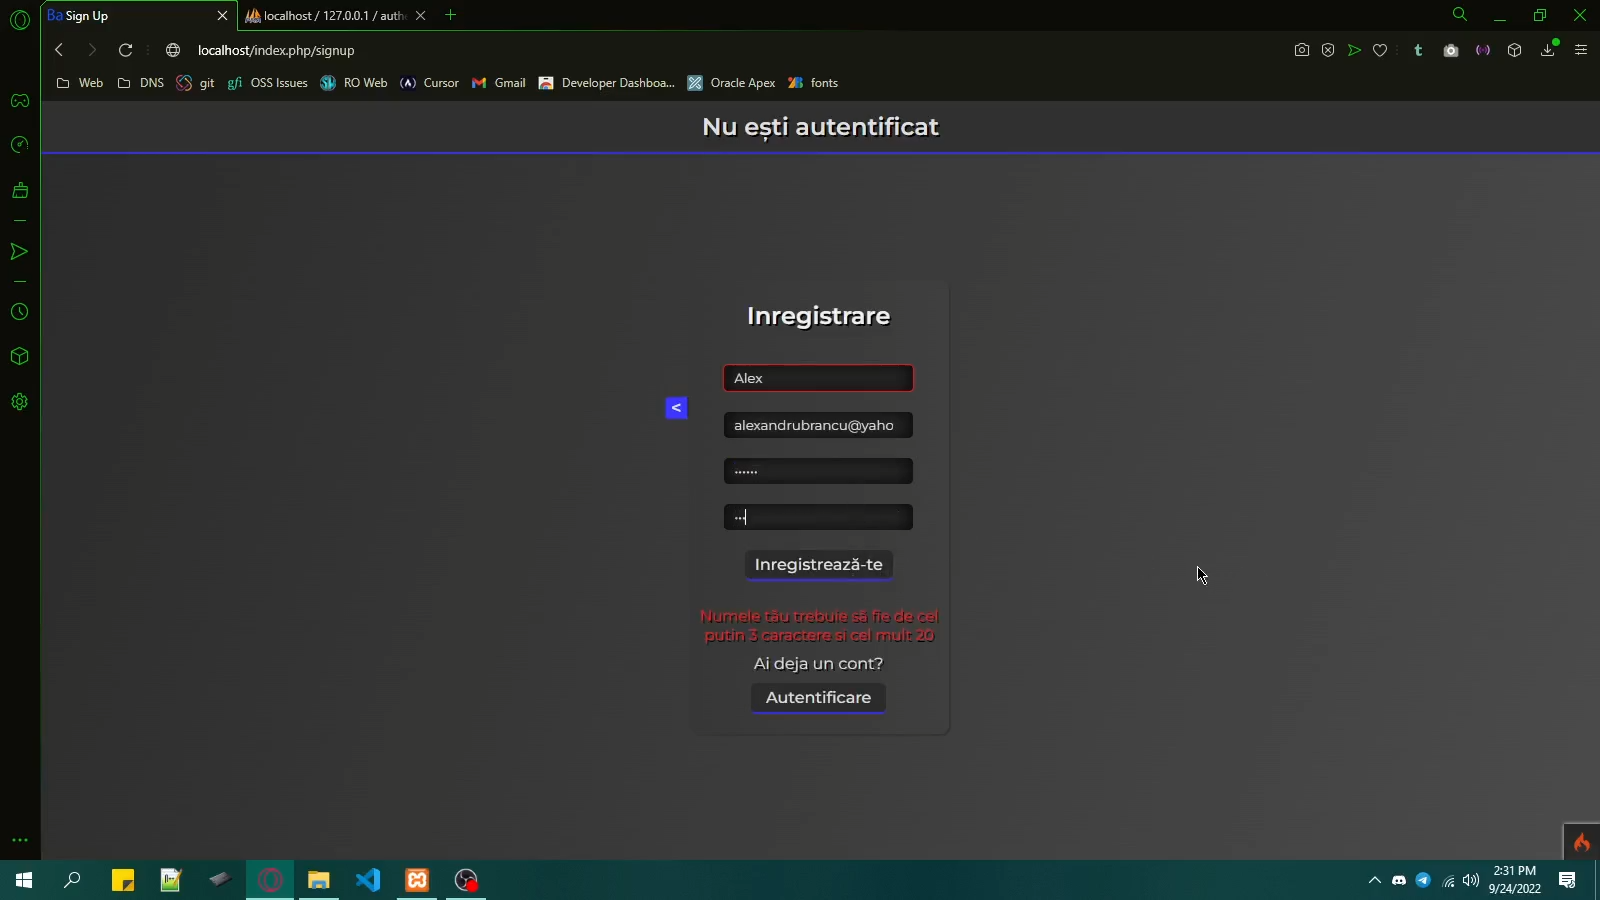 Ba Sign Up
localhost / 127.0.0.1 / auth
localhost/index.php/signup
Web DNS git gfi OSS Issues RO Web Cursor Gmail Developer Dashboa... Oracle Apex fonts
Nu ești autentificat
Inregistrare
Alex
<
alexandrubrancu@yaho
Inregistrează-te
Numele tău trebuie să fie de cel
putin 3 caractere si cel mult 20
Ai deja un cont?
Autentificare
2:31 PM
9/24/2022